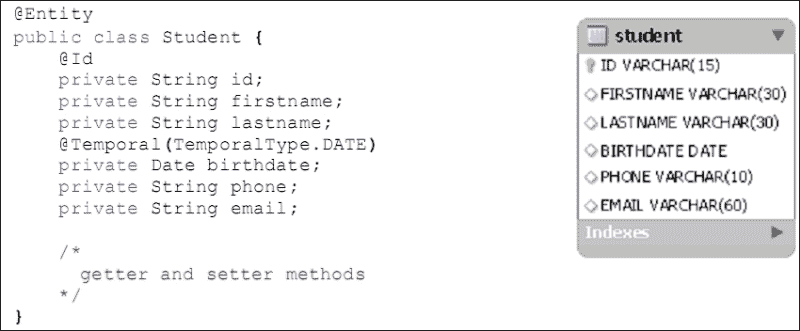 @Entity
public class Student {
@Id
private String id;
private String firstname;
private String lastname;
@Temporal(TemporalType.DATE)
private Date birthdate;
private String phone;
private String email;
/*
getter and setter methods
*/
}
student
ID VARCHAR(15)
FIRSTNAME VARCHAR(30)
LASTNAME VARCHAR(30)
BIRTHDATE DATE
PHONE VARCHAR(10)
EMAIL VARCHAR(60)
Indexes